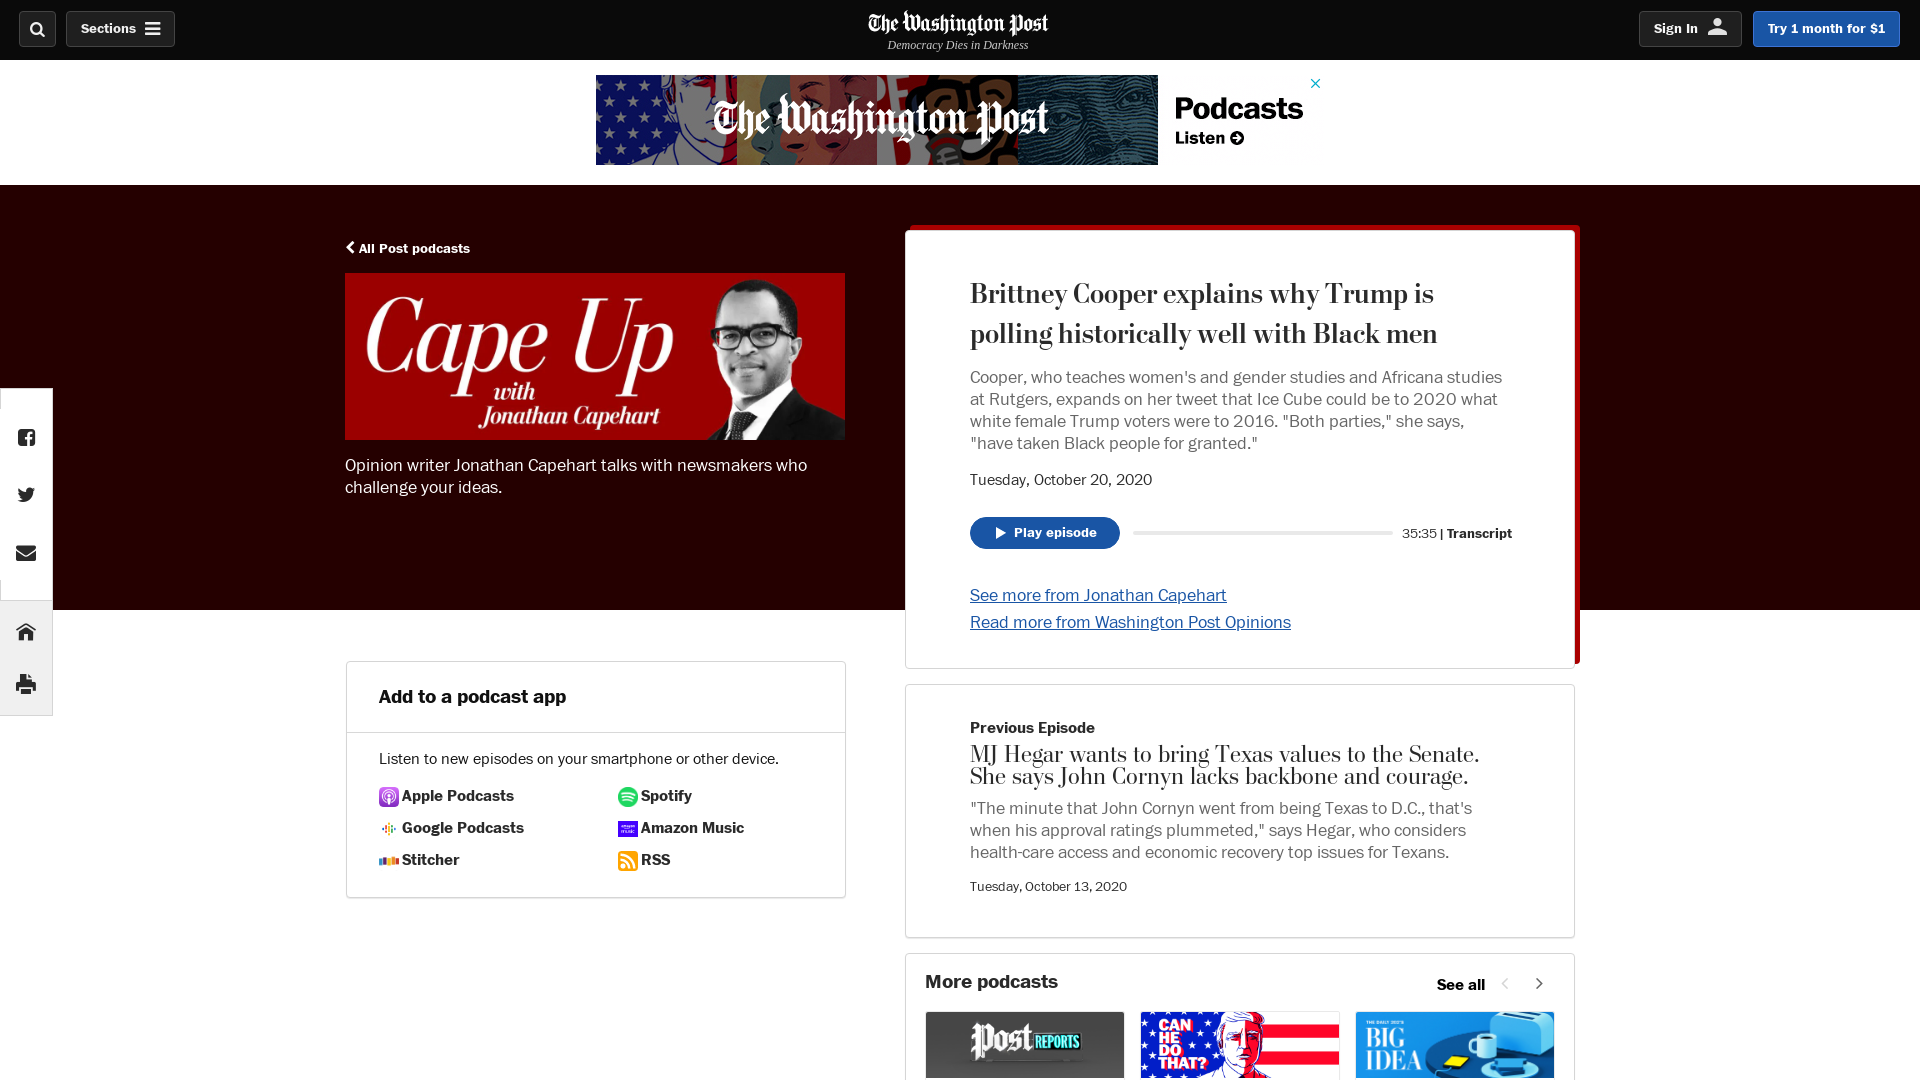 Sections
The Washington Post
Democracy Dies in Darkness
Sign In
Try 1 month for $1
The Washington Post
Podcasts
Listen
All Post podcasts
Cape Up
with
Jonathan Capehart
Opinion writer Jonathan Capehart talks with newsmakers who
challenge your ideas.
Brittney Cooper explains why Trump is
polling historically well with Black men
Cooper, who teaches women's and gender studies and Africana studies
at Rutgers, expands on her tweet that Ice Cube could be to 2020 what
white female Trump voters were to 2016. "Both parties," she says,
"have taken Black people for granted."
Tuesday, October 20, 2020
Play episode
35:35 | Transcript
See more from Jonathan Capehart
Read more from Washington Post Opinions
Add to a podcast app
Listen to new episodes on your smartphone or other device.
Apple Podcasts
Spotify
Google Podcasts
Amazon Music
Stitcher
RSS
Previous Episode
MJ Hegar wants to bring Texas values to the Senate.
She says John Cornyn lacks backbone and courage.
"The minute that John Cornyn went from being Texas to D.C., that's
when his approval ratings plummeted," says Hegar, who considers
health-care access and economic recovery top issues for Texans.
Tuesday, October 13, 2020
More podcasts
See all
Post REPORTS
CAN
HE
DO
THAT?
THE DAILY 202'S
BIG
IDEA